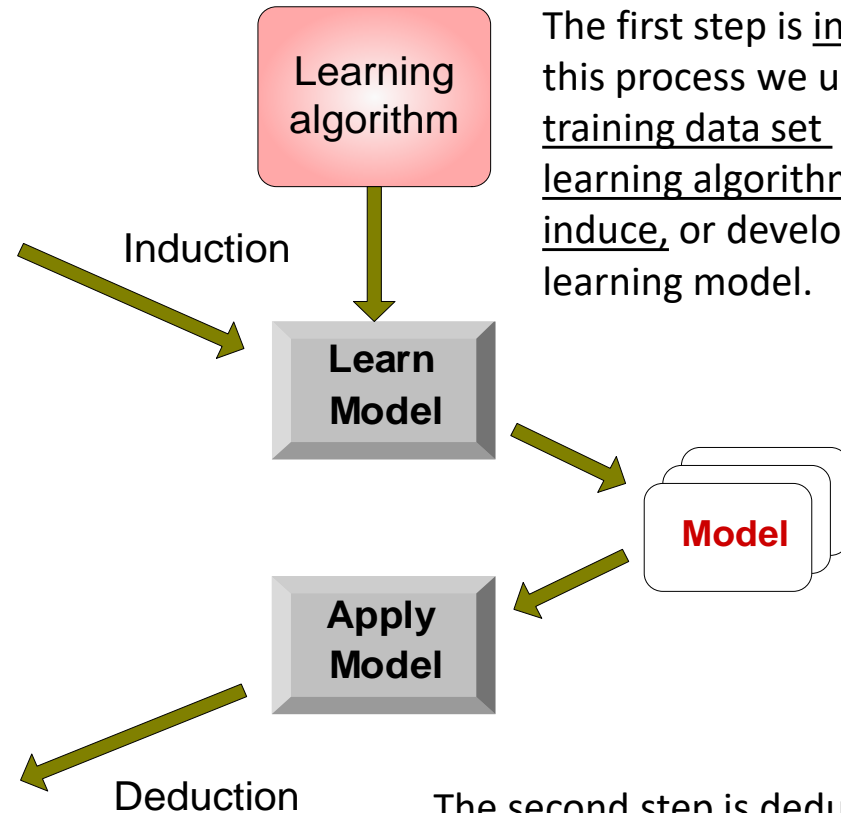 Learning
algorithm
The first step is in
this process we u
training data set
learning algorithm
induce, or develo
learning model.
Induction
Learn
Model
Model
Apply
Model
Deduction
The second step is dedu